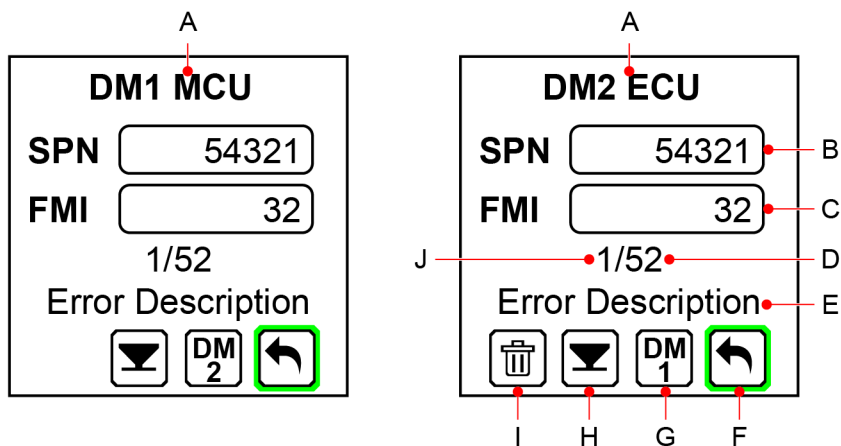 A
DM1 MCU
SPN 54321
FMI 32
1/52
Error Description
DM
2
A
DM2 ECU
SPN 54321 B
FMI 32 C
J 1/52 D
Error Description E
DM
1
I H G F